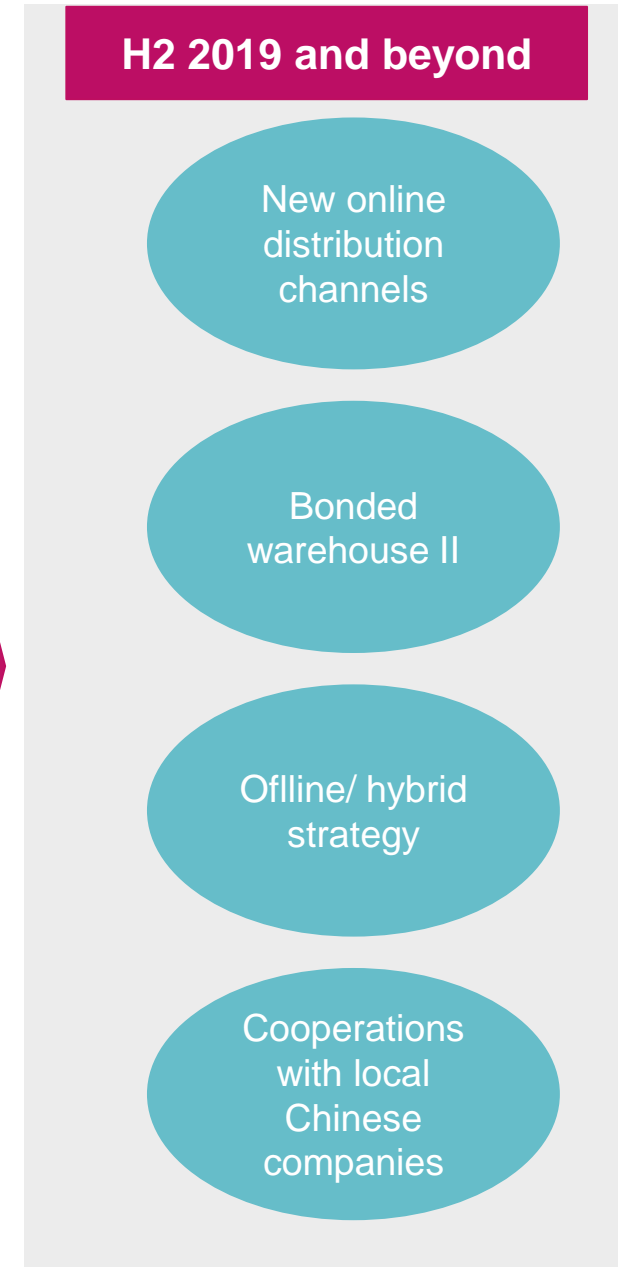 H2 2019 and beyond
New online
distribution
channels
Bonded
warehouse II
Oflline/ hybrid
strategy
Cooperations
with local
Chinese
companies